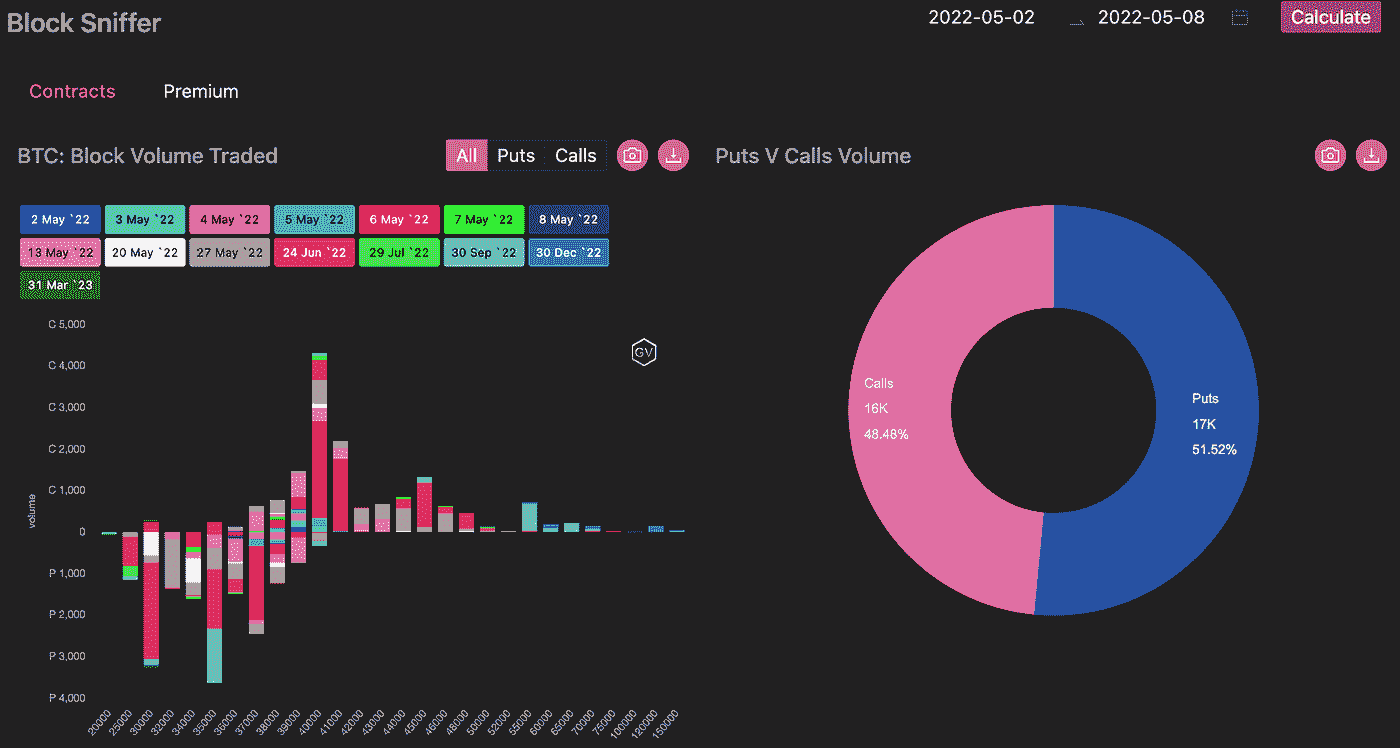 Block Sniffer
2022-05-02 → 2022-05-08 Calculate
Contracts Premium
BTC: Block Volume Traded
All Puts Calls
2 May `22 3 May `22 4 May `22 5 May `22 6 May `22 7 May `22 8 May `22
13 May `22 20 May `22 27 May `22 24 Jun `22 29 Jul `22 30 Sep `22 30 Dec `22
31 Mar `23
C 5,000
C 4,000
C 3,000
C 2,000
C 1,000
0
P 1,000
P 2,000
P 3,000
P 4,000
volume
GV
20000 25000 30000 32000 34000 35000 36000 37000 38000 39000 40000 41000 42000 43000 44000 45000 46000 48000 50000 52000 55000 60000 65000 70000 75000 100000 120000 150000
Puts V Calls Volume
Calls
16K
48.48%
Puts
17K
51.52%